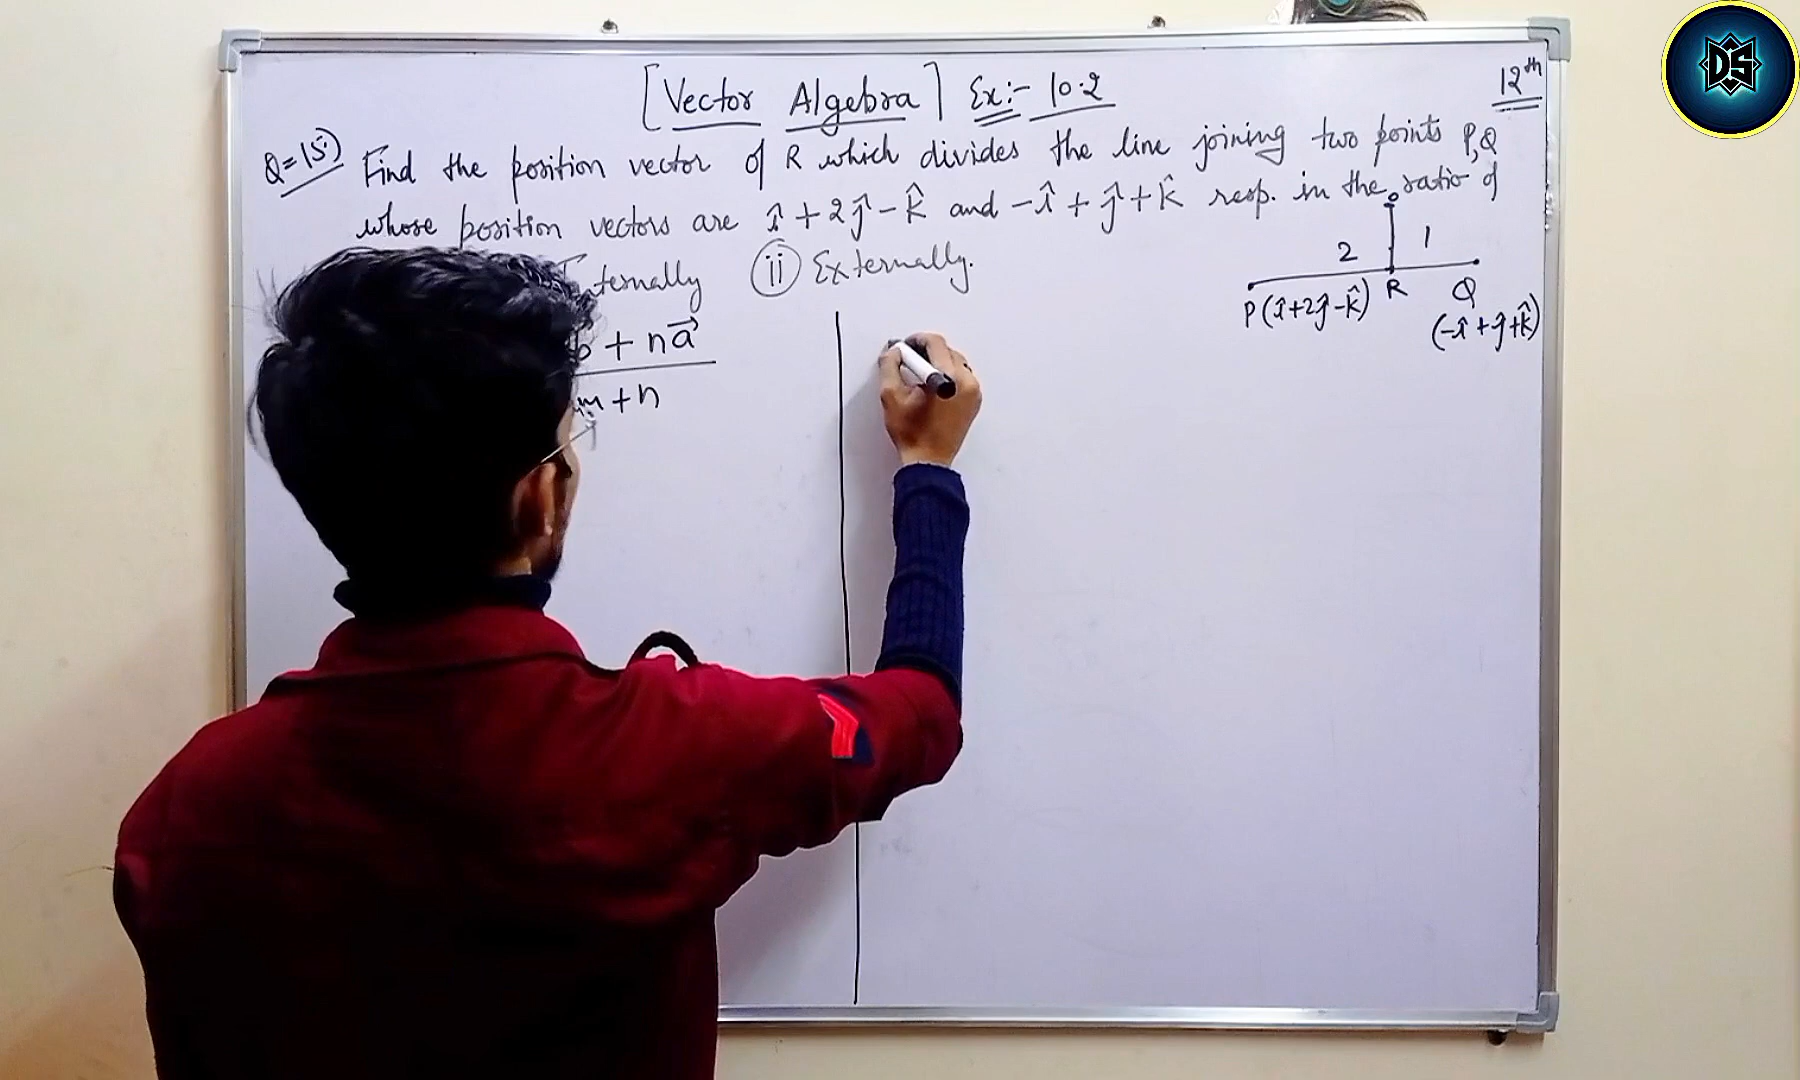 [Vector Algebra] Ex:- 10.2
12th
Q=15) Find the position vector of R which divides the line joining two points P,Q
whose position vectors are î + 2ĵ - k̂ and -î + ĵ + k̂ resp. in the ratio of
Internally (ii) Externally.
2 1
P(î+2ĵ-k̂) R Q
(-î+ĵ+k̂)
b + na⃗
m + n
DS